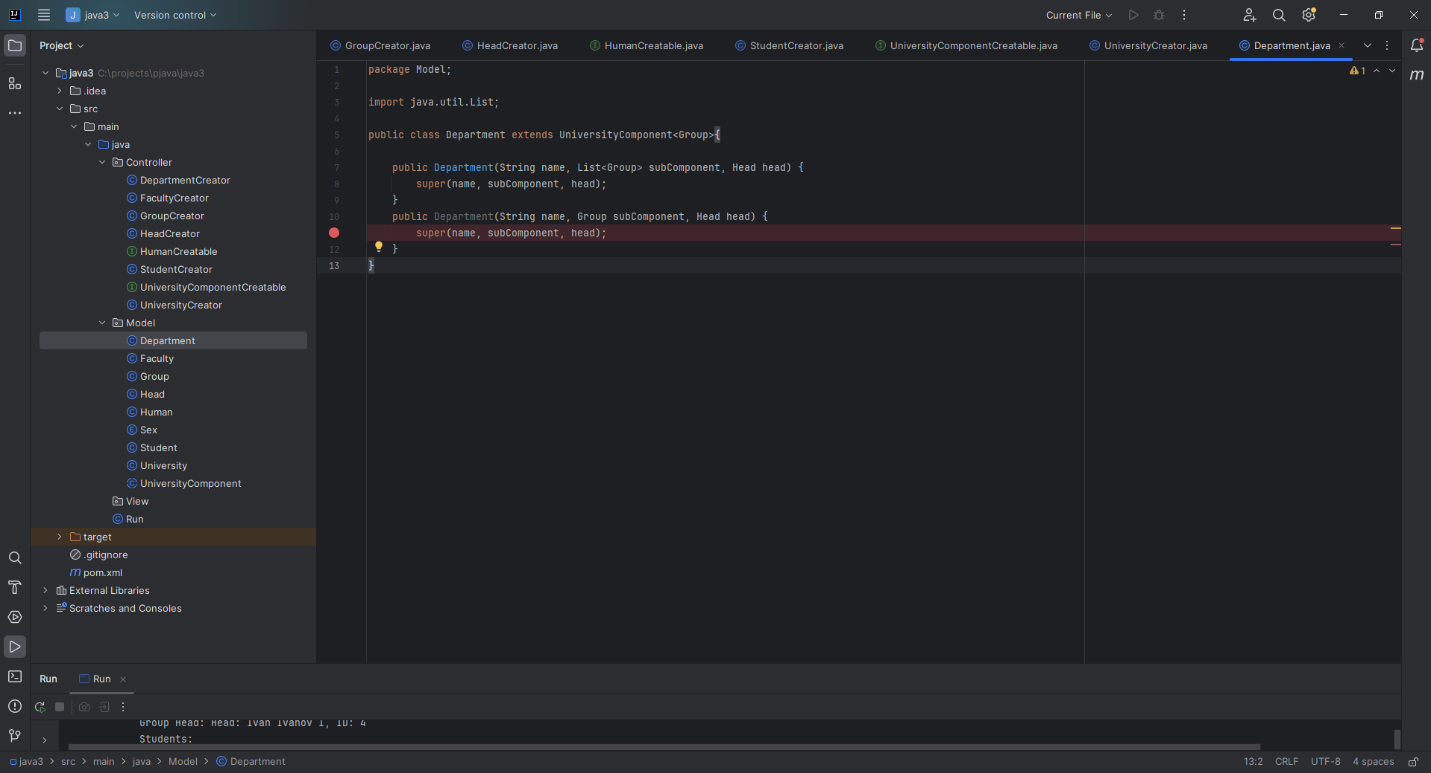 java3 Version control Current File
Project
java3 C:\projects\pjava\java3
.idea
src
main
java
Controller
DepartmentCreator
FacultyCreator
GroupCreator
HeadCreator
HumanCreatable
StudentCreator
UniversityComponentCreatable
UniversityCreator
Model
Department
Faculty
Group
Head
Human
Sex
Student
University
UniversityComponent
View
Run
target
.gitignore
pom.xml
External Libraries
Scratches and Consoles
GroupCreator.java HeadCreator.java HumanCreatable.java StudentCreator.java UniversityComponentCreatable.java UniversityCreator.java Department.java
1 package Model; 1
2
3 import java.util.List;
4
5 public class Department extends UniversityComponent<Group>{
6
7 public Department(String name, List<Group> subComponent, Head head) {
8 super(name, subComponent, head);
9 }
10 public Department(String name, Group subComponent, Head head) {
super(name, subComponent, head);
12 }
13 }
Run Run
Group Head: Head: Ivan Ivanov I, ID: 4
Students:
java3 > src > main > java > Model > Department 13:2 CRLF UTF-8 4 spaces